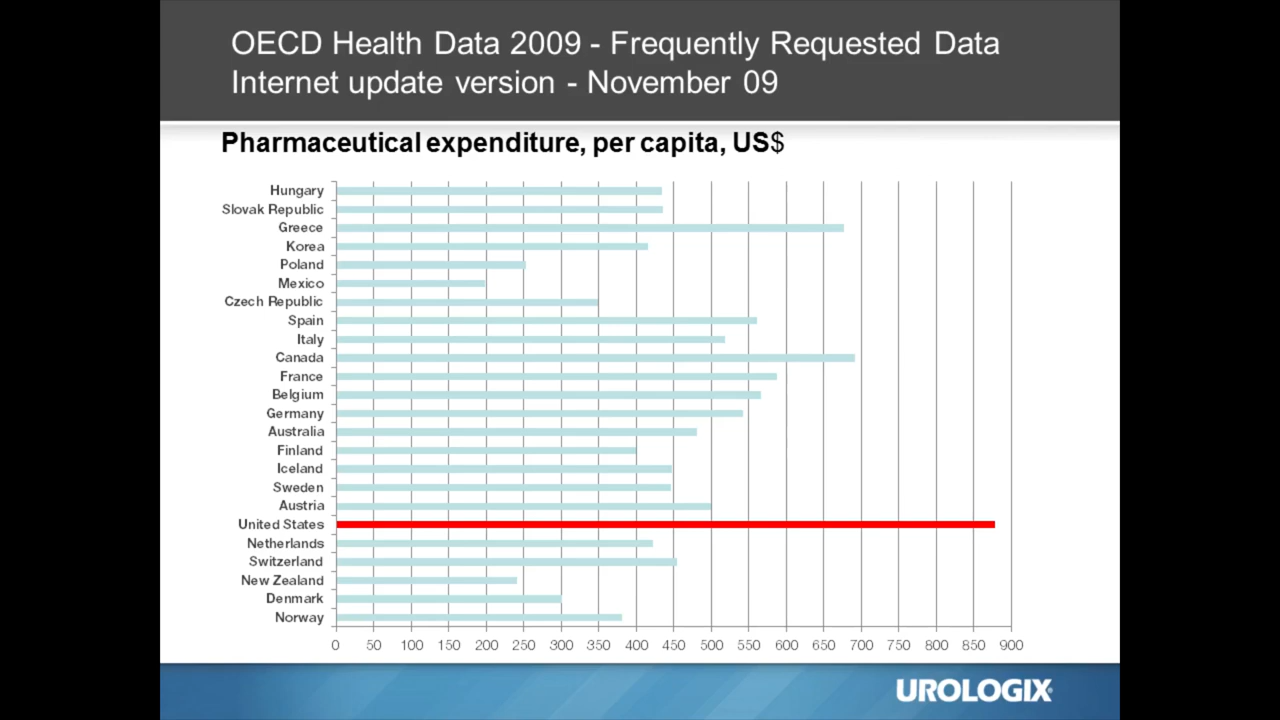 OECD Health Data 2009 - Frequently Requested Data
Internet update version - November 09
Pharmaceutical expenditure, per capita, US$
Hungary
Slovak Republic
Greece
Korea
Poland
Mexico
Czech Republic
Spain
Italy
Canada
France
Belgium
Germany
Australia
Finland
Iceland
Sweden
Austria
United States
Netherlands
Switzerland
New Zealand
Denmark
Norway
0 50 100 150 200 250 300 350 400 450 500 550 600 650 700 750 800 850 900
UROLOGIX